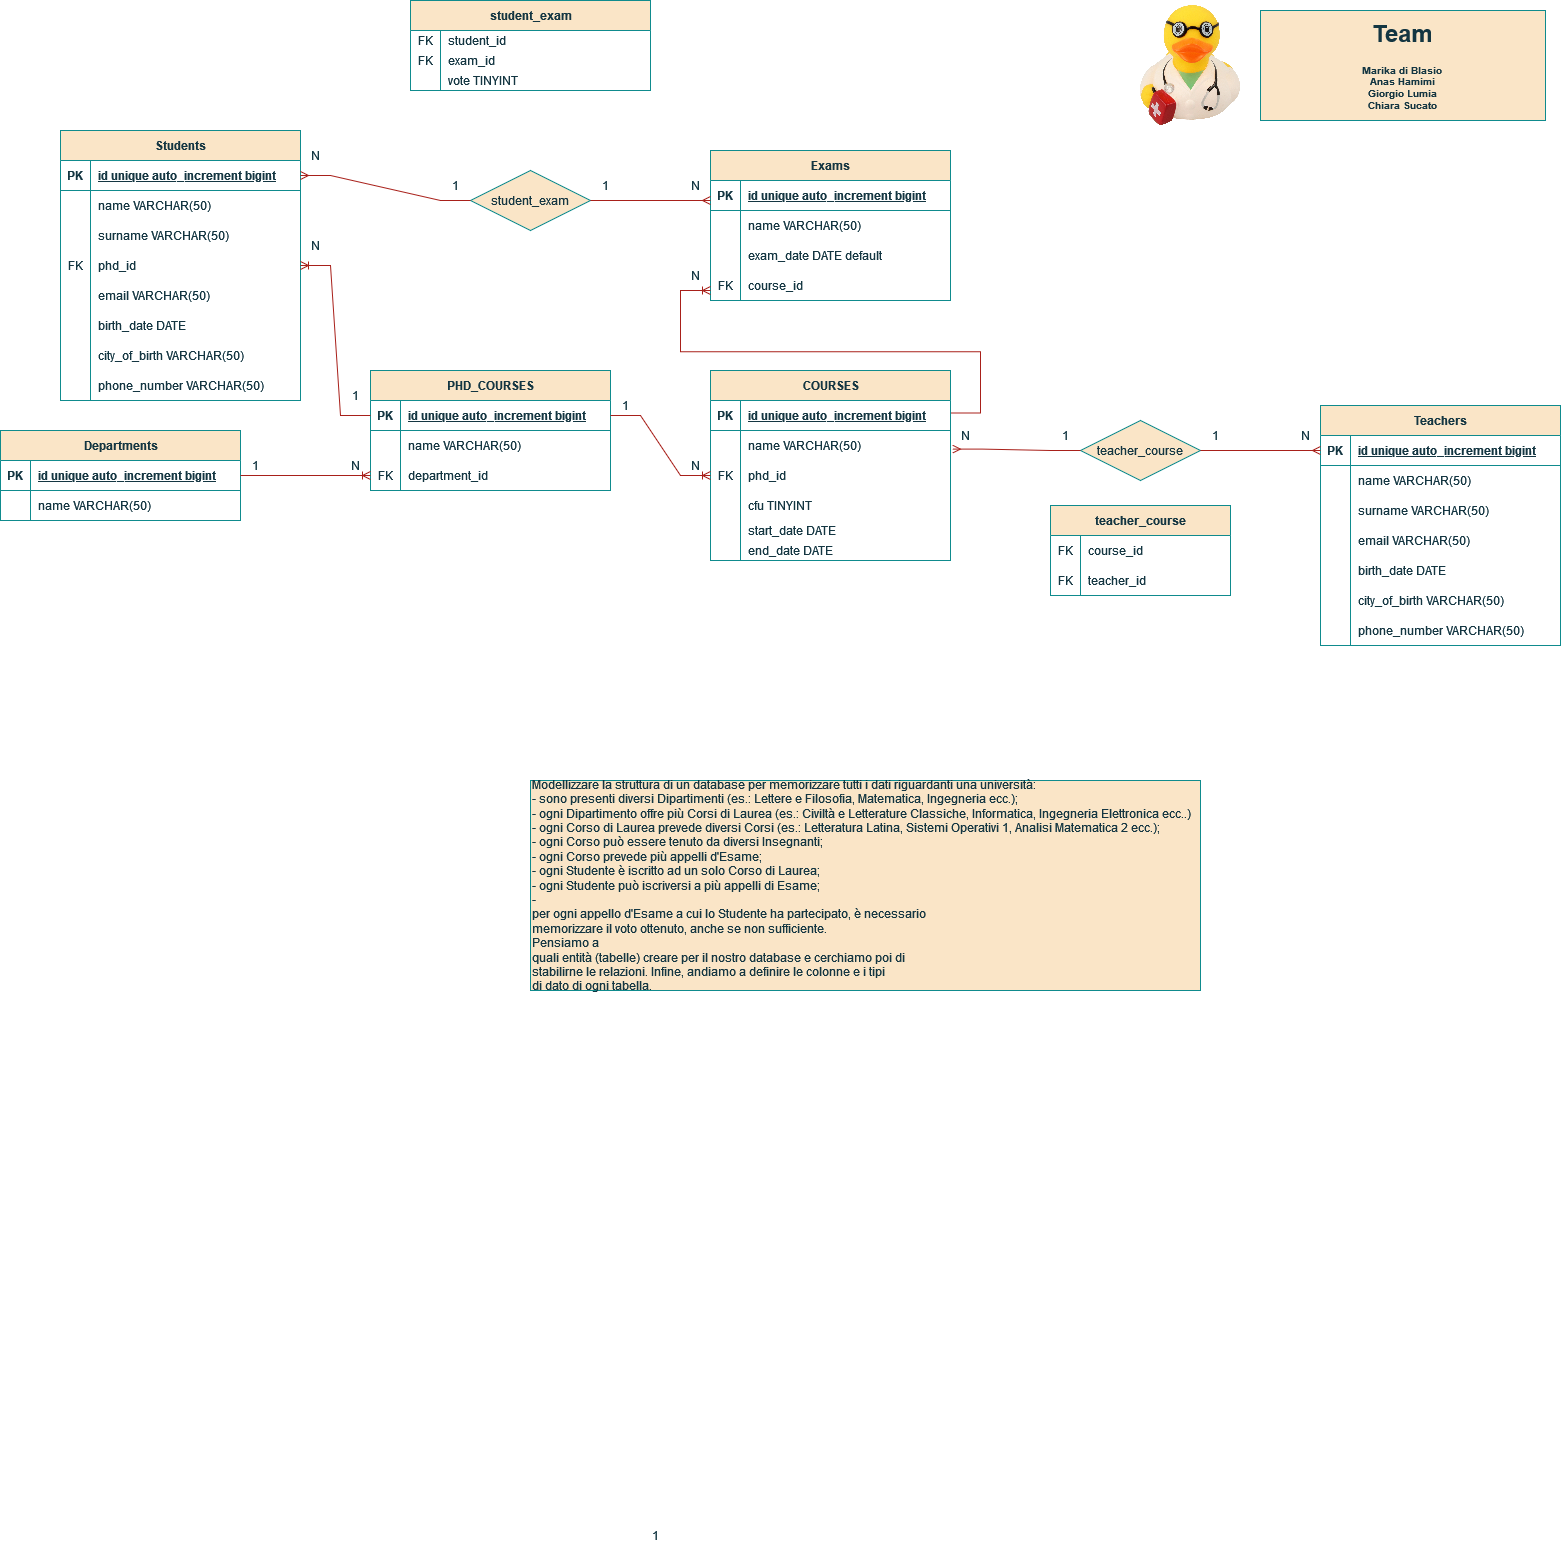 student_exam
FK student_id
FK exam_id
vote TINYINT
Team
Marika di Blasio
Anas Hamimi
Giorgio Lumia
Chiara Sucato
Students
PK id unique auto_increment bigint
name VARCHAR(50)
surname VARCHAR(50)
FK phd_id
email VARCHAR(50)
birth_date DATE
city_of_birth VARCHAR(50)
phone_number VARCHAR(50)
N
1
student_exam
1
N
N
Exams
PK id unique auto_increment bigint
name VARCHAR(50)
exam_date DATE default
FK course_id
N
1
PHD_COURSES
PK id unique auto_increment bigint
name VARCHAR(50)
FK department_id
1
N
COURSES
PK id unique auto_increment bigint
name VARCHAR(50)
FK phd_id
cfu TINYINT
start_date DATE
end_date DATE
Departments
PK id unique auto_increment bigint
name VARCHAR(50)
1
N
N
1
teacher_course
1
N
Teachers
PK id unique auto_increment bigint
name VARCHAR(50)
surname VARCHAR(50)
email VARCHAR(50)
birth_date DATE
city_of_birth VARCHAR(50)
phone_number VARCHAR(50)
teacher_course
FK course_id
FK teacher_id
Modellizzare la struttura di un database per memorizzare tutti i dati riguardanti una università:
- sono presenti diversi Dipartimenti (es.: Lettere e Filosofia, Matematica, Ingegneria ecc.);
- ogni Dipartimento offre più Corsi di Laurea (es.: Civiltà e Letterature Classiche, Informatica, Ingegneria Elettronica ecc..)
- ogni Corso di Laurea prevede diversi Corsi (es.: Letteratura Latina, Sistemi Operativi 1, Analisi Matematica 2 ecc.);
- ogni Corso può essere tenuto da diversi Insegnanti;
- ogni Corso prevede più appelli d'Esame;
- ogni Studente è iscritto ad un solo Corso di Laurea;
- ogni Studente può iscriversi a più appelli di Esame;
-
per ogni appello d'Esame a cui lo Studente ha partecipato, è necessario
memorizzare il voto ottenuto, anche se non sufficiente.
Pensiamo a
quali entità (tabelle) creare per il nostro database e cerchiamo poi di
stabilirne le relazioni. Infine, andiamo a definire le colonne e i tipi
di dato di ogni tabella.
1